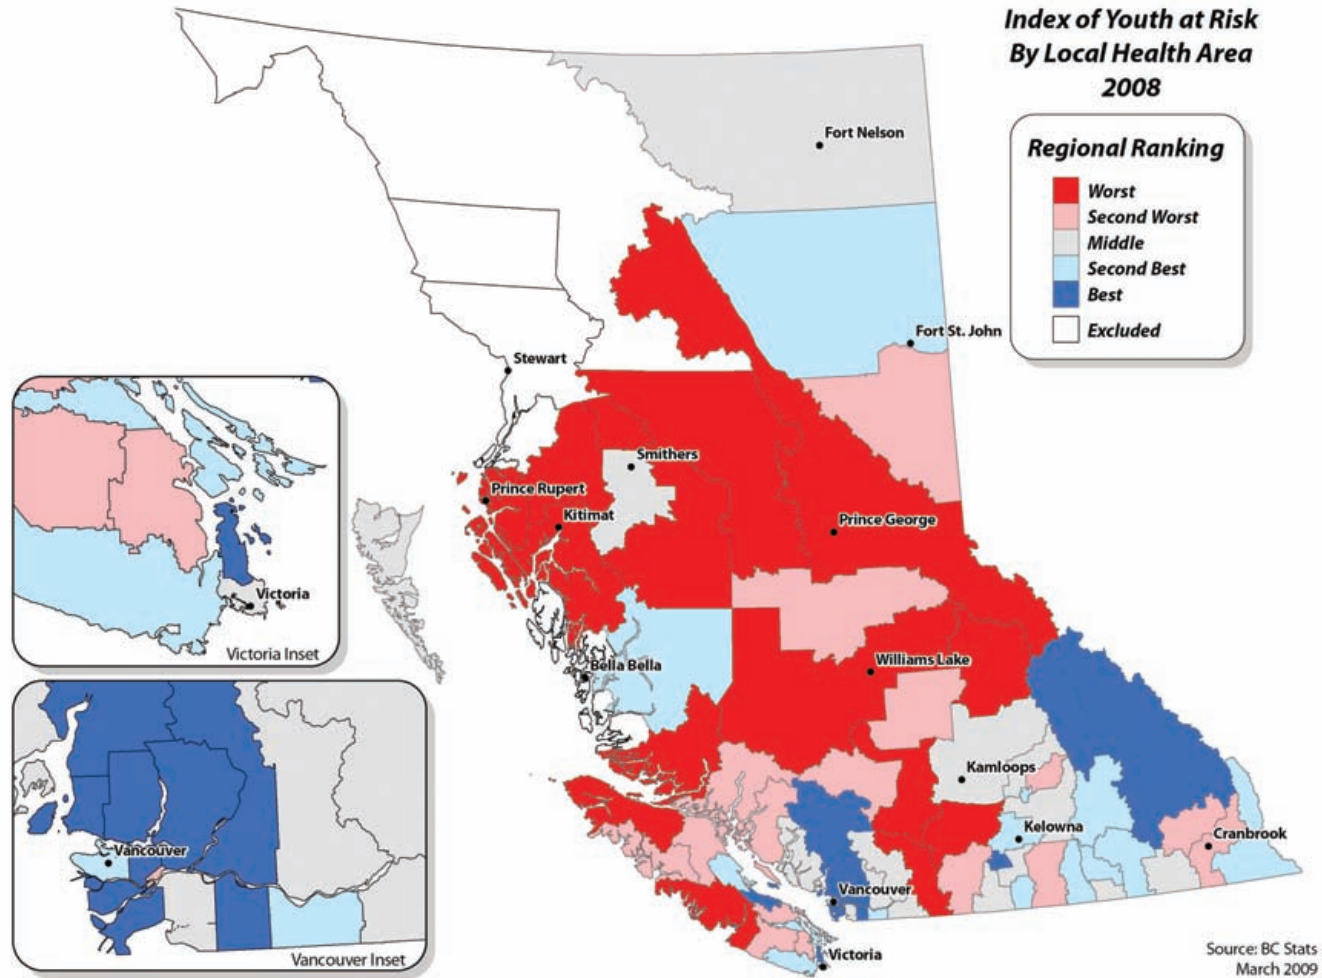 Index of Youth at Risk
By Local Health Area
2008
Regional Ranking
Worst
Second Worst
Middle
Second Best
Best
Excluded
Fort Nelson
Fort St. John
Stewart
Smithers
Prince Rupert
Kitimat
Prince George
Bella Bella
Williams Lake
Kamloops
Kelowna
Cranbrook
Vancouver
Victoria
Victoria
Victoria Inset
Vancouver
Vancouver Inset
Source: BC Stats
March 2009